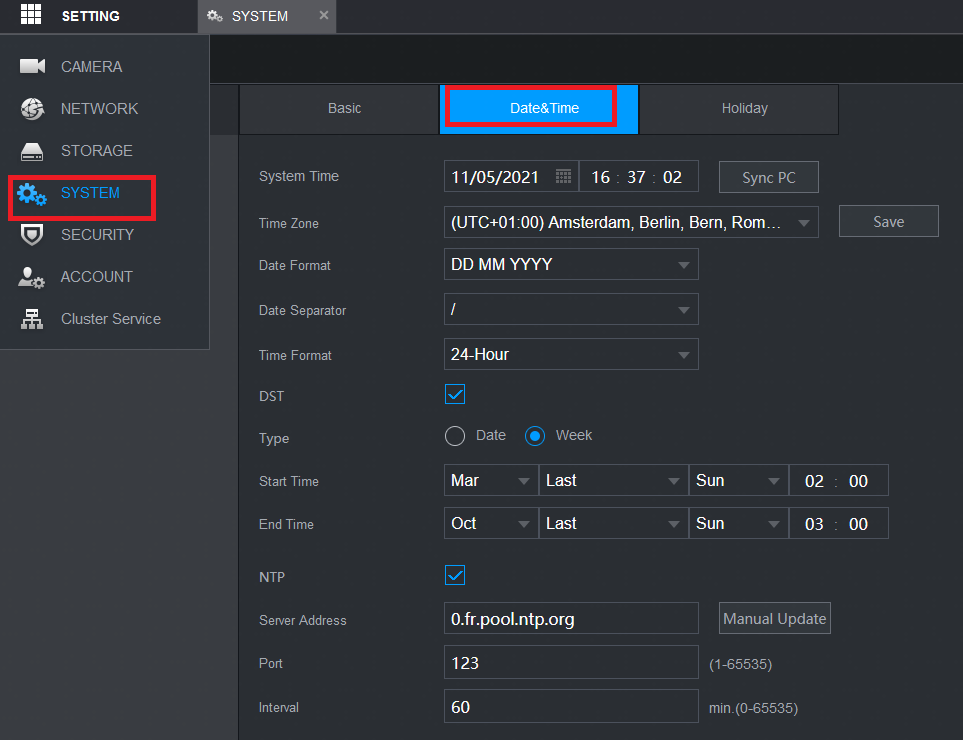 SETTING
SYSTEM ×
CAMERA
NETWORK
STORAGE
SYSTEM
SECURITY
ACCOUNT
Cluster Service
Basic Date&Time Holiday
System Time 11/05/2021 16 : 37 : 02 Sync PC
Time Zone (UTC+01:00) Amsterdam, Berlin, Bern, Rom... Save
Date Format DD MM YYYY
Date Separator /
Time Format 24-Hour
DST
Type Date Week
Start Time Mar Last Sun 02 : 00
End Time Oct Last Sun 03 : 00
NTP
Server Address 0.fr.pool.ntp.org Manual Update
Port 123 (1-65535)
Interval 60 min.(0-65535)